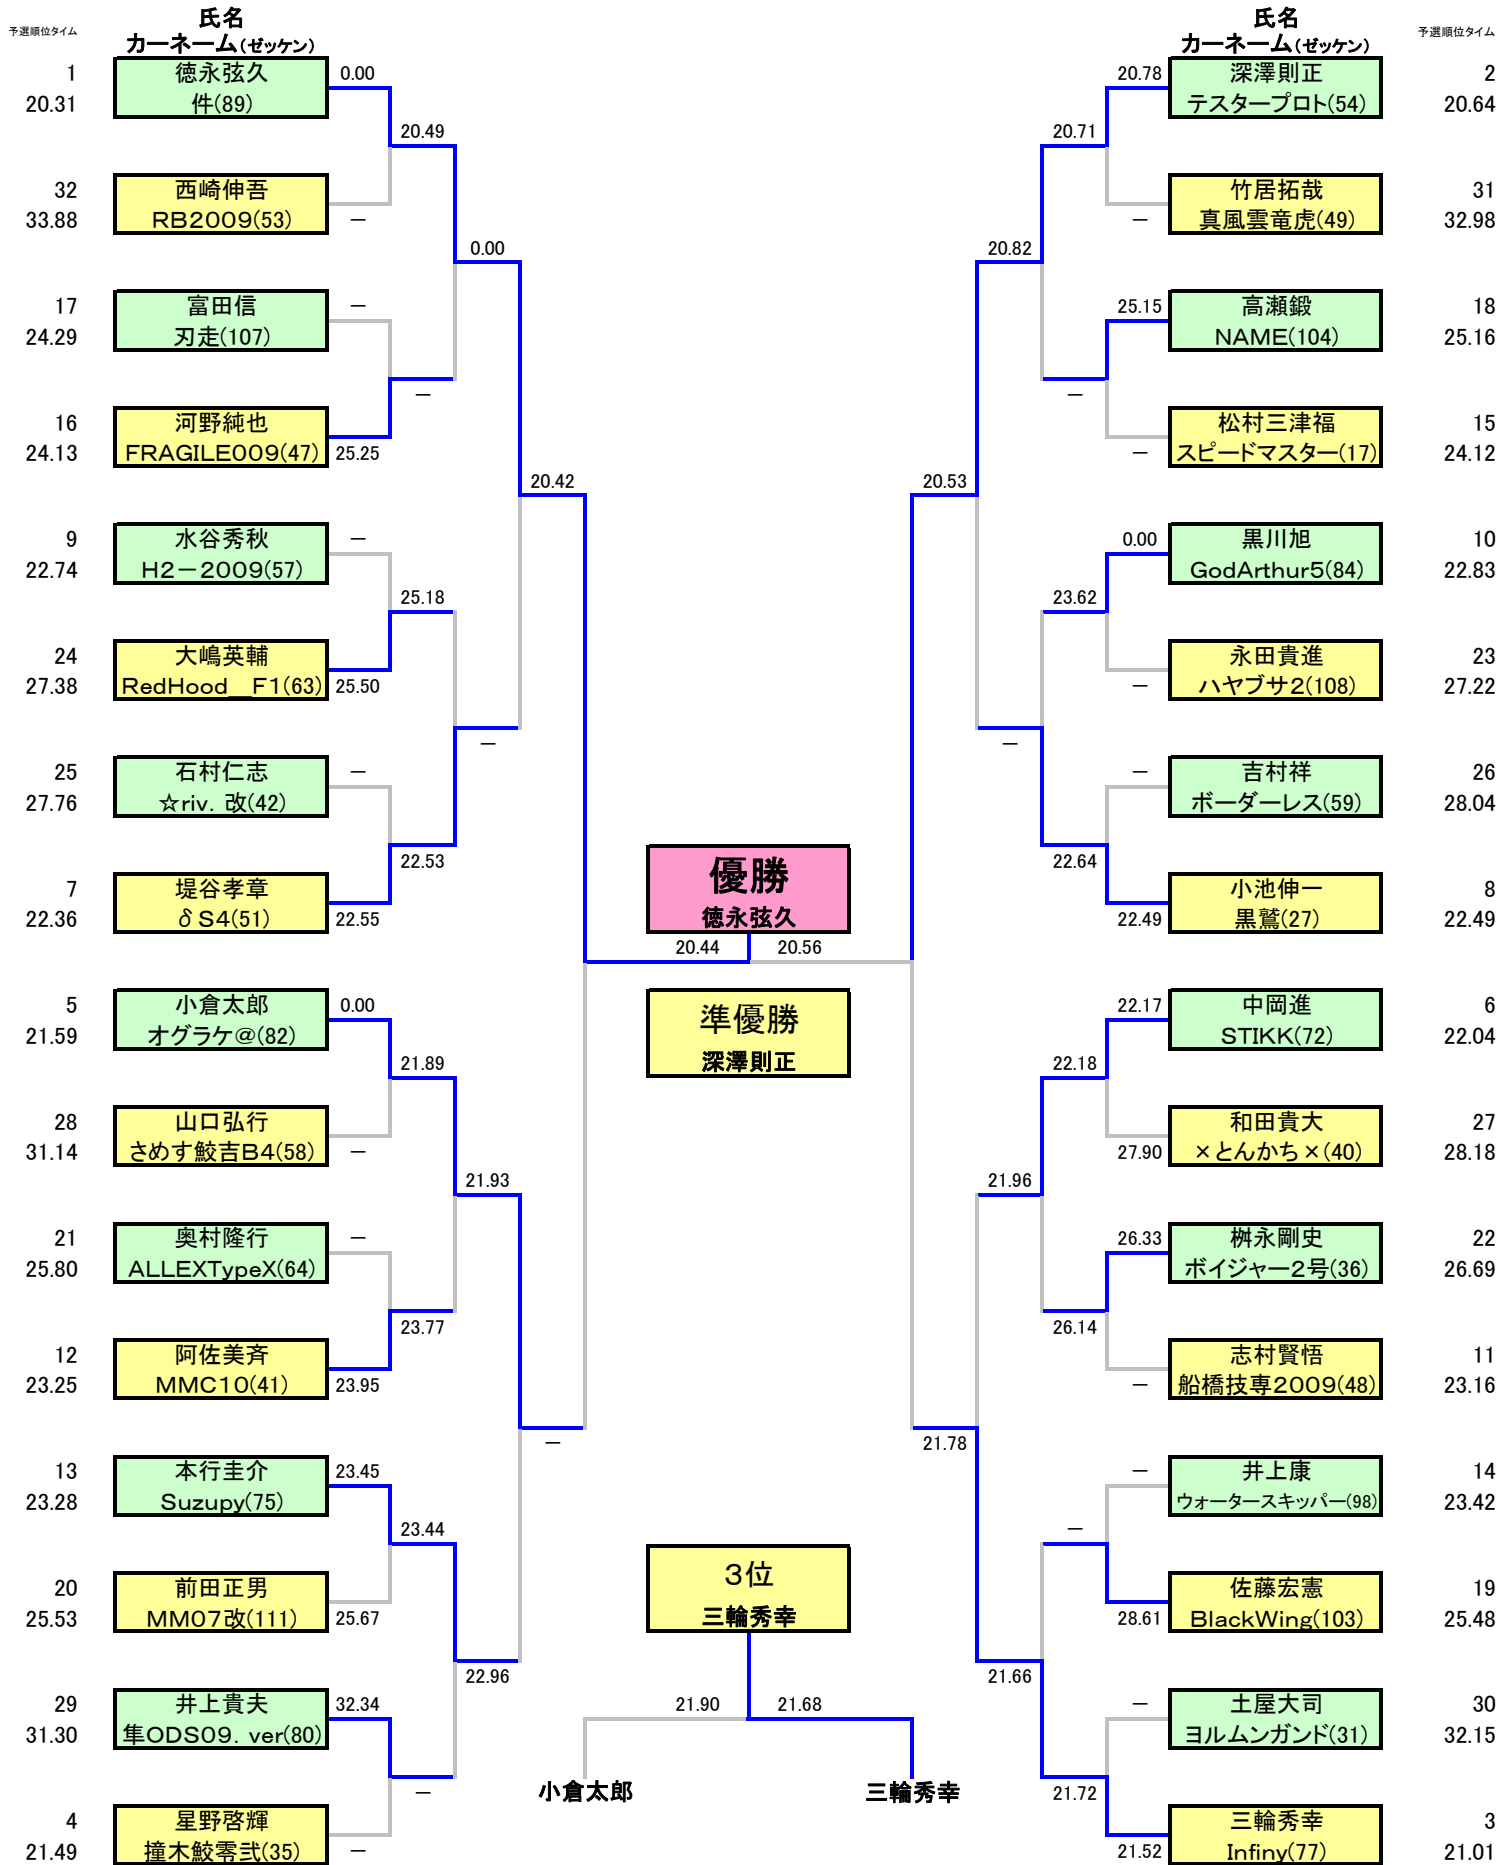 予選順位タイム
氏名
カーネーム(ゼッケン)
1
20.31
徳永弦久
件(89)
0.00
20.49
32
33.88
西崎伸吾
RB2009(53)
－
0.00
17
24.29
富田信
刃走(107)
－
－
16
24.13
河野純也
FRAGILE009(47)
25.25
20.42
9
22.74
水谷秀秋
H2－2009(57)
－
25.18
24
27.38
大嶋英輔
RedHood＿F1(63)
25.50
－
25
27.76
石村仁志
☆riv．改(42)
－
22.53
7
22.36
堤谷孝章
δS4(51)
22.55
5
21.59
小倉太郎
オグラケ@(82)
0.00
21.89
28
31.14
山口弘行
さめす鮫吉B4(58)
－
21.93
21
25.80
奥村隆行
ALLEXTypeX(64)
－
23.77
12
23.25
阿佐美斉
MMC10(41)
23.95
－
13
23.28
本行圭介
Suzupy(75)
23.45
23.44
20
25.53
前田正男
MM07改(111)
25.67
22.96
29
31.30
井上貴夫
隼ODS09．ver(80)
32.34
－
4
21.49
星野啓輝
撞木鮫零弐(35)
－
優勝
徳永弦久
20.44
20.56
準優勝
深澤則正
3位
三輪秀幸
21.90
21.68
小倉太郎
三輪秀幸
氏名
カーネーム(ゼッケン)
予選順位タイム
20.78
深澤則正
テスタープロト(54)
2
20.64
20.71
－
竹居拓哉
真風雲竜虎(49)
31
32.98
20.82
25.15
高瀬鍛
NAME(104)
18
25.16
－
－
松村三津福
スピードマスター(17)
15
24.12
20.53
0.00
黒川旭
GodArthur5(84)
10
22.83
23.62
－
永田貴進
ハヤブサ2(108)
23
27.22
－
－
吉村祥
ボーダーレス(59)
26
28.04
22.64
22.49
小池伸一
黒鷲(27)
8
22.49
22.17
中岡進
STIKK(72)
6
22.04
22.18
27.90
和田貴大
×とんかち×(40)
27
28.18
21.96
26.33
桝永剛史
ボイジャー2号(36)
22
26.69
26.14
－
志村賢悟
船橋技専2009(48)
11
23.16
21.78
－
井上康
ウォータースキッパー(98)
14
23.42
－
28.61
佐藤宏憲
BlackWing(103)
19
25.48
21.66
－
土屋大司
ヨルムンガンド(31)
30
32.15
21.72
21.52
三輪秀幸
Infiny(77)
3
21.01